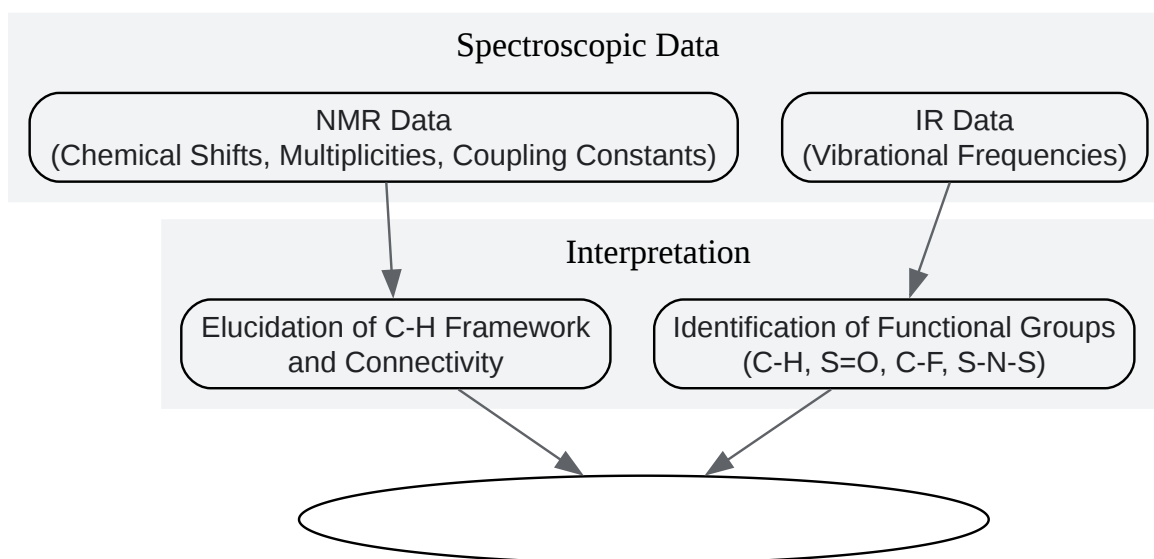 Spectroscopic Data
NMR Data
(Chemical Shifts, Multiplicities, Coupling Constants)
IR Data
(Vibrational Frequencies)
Interpretation
Elucidation of C-H Framework
and Connectivity
Identification of Functional Groups
(C-H, S=O, C-F, S-N-S)